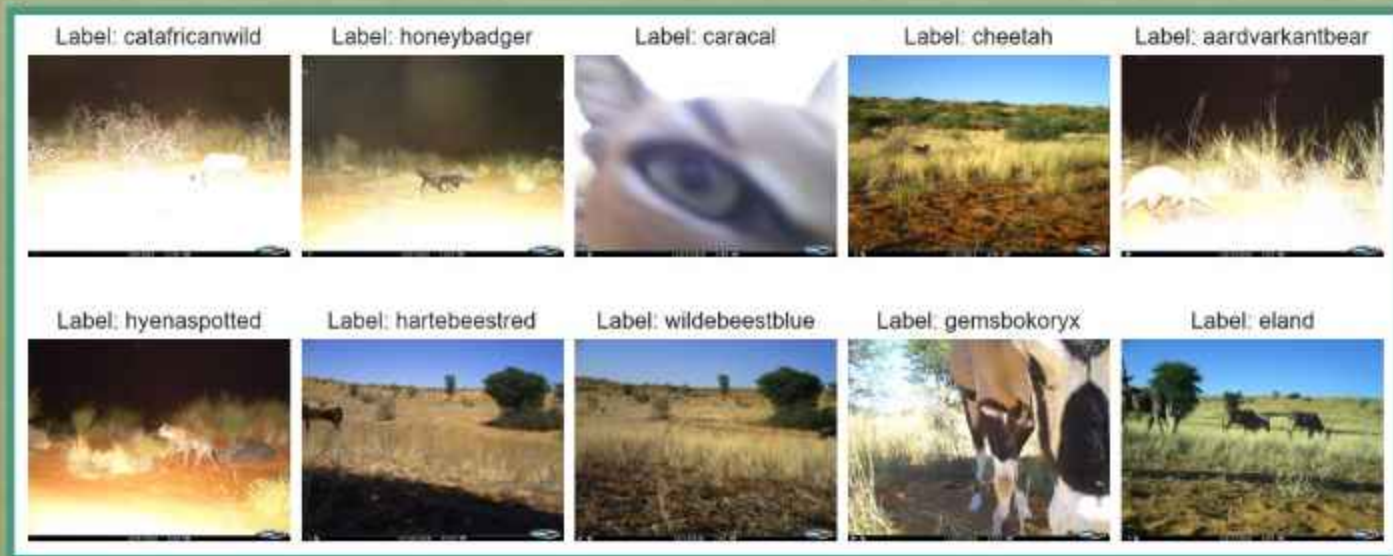 Label: catafricanwild
Label: honeybadger
Label: caracal
Label: cheetah
Label: aardvarkantbear
Label: hyenaspotted
Label: hartebeestred
Label: wildebeestblue
Label: gemsbokoryx
Label: eland